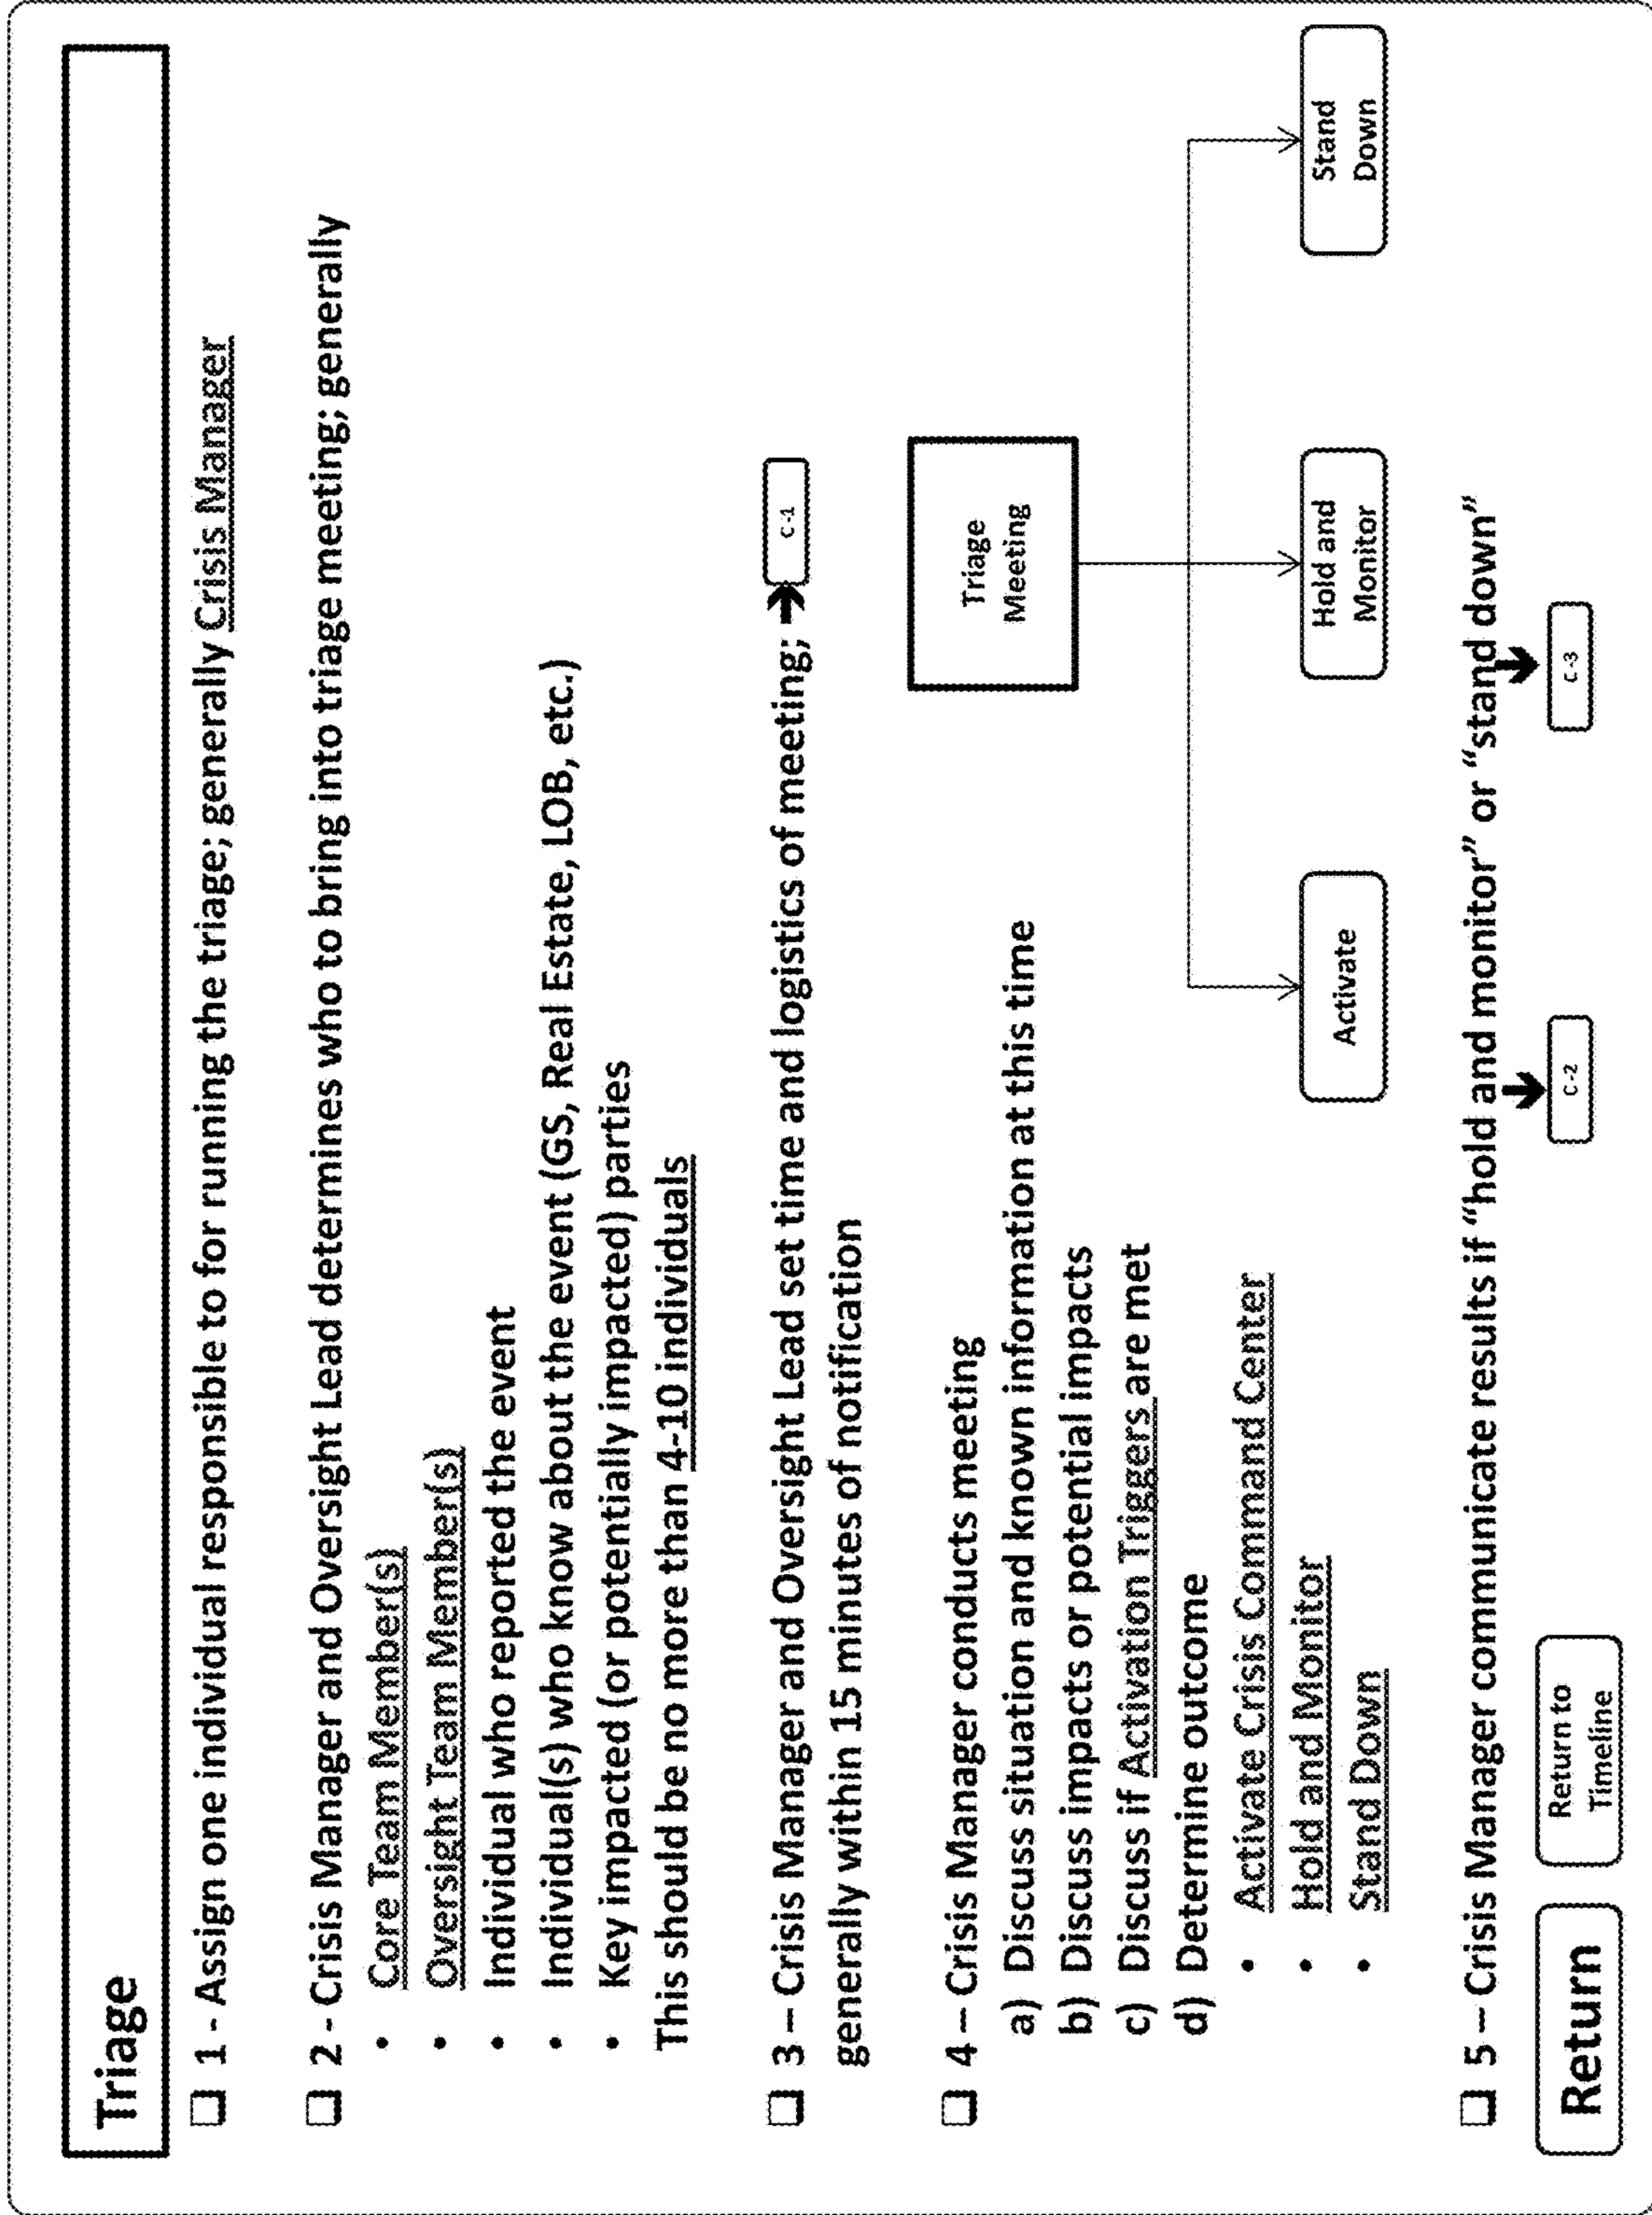 Triage
❑ 1 - Assign one individual responsible to for running the triage; generally Crisis Manager
❑ 2 - Crisis Manager and Oversight Lead determines who to bring into triage meeting; generally
• Core Team Member(s)
• Oversight Team Member(s)
• Individual who reported the event
• Individual(s) who know about the event (GS, Real Estate, LOB, etc.)
• Key impacted (or potentially impacted) parties
This should be no more than 4-10 individuals
❑ 3 – Crisis Manager and Oversight Lead set time and logistics of meeting; ➔ C-1
generally within 15 minutes of notification
❑ 4 – Crisis Manager conducts meeting
a) Discuss situation and known information at this time
b) Discuss impacts or potential impacts
c) Discuss if Activation Triggers are met
d) Determine outcome
• Activate Crisis Command Center
• Hold and Monitor
• Stand Down
Triage
Meeting
Activate
Hold and
Monitor
Stand
Down
❑ 5 – Crisis Manager communicate results if “hold and monitor” or “stand down”
C-2
C-3
Return
Return to
Timeline